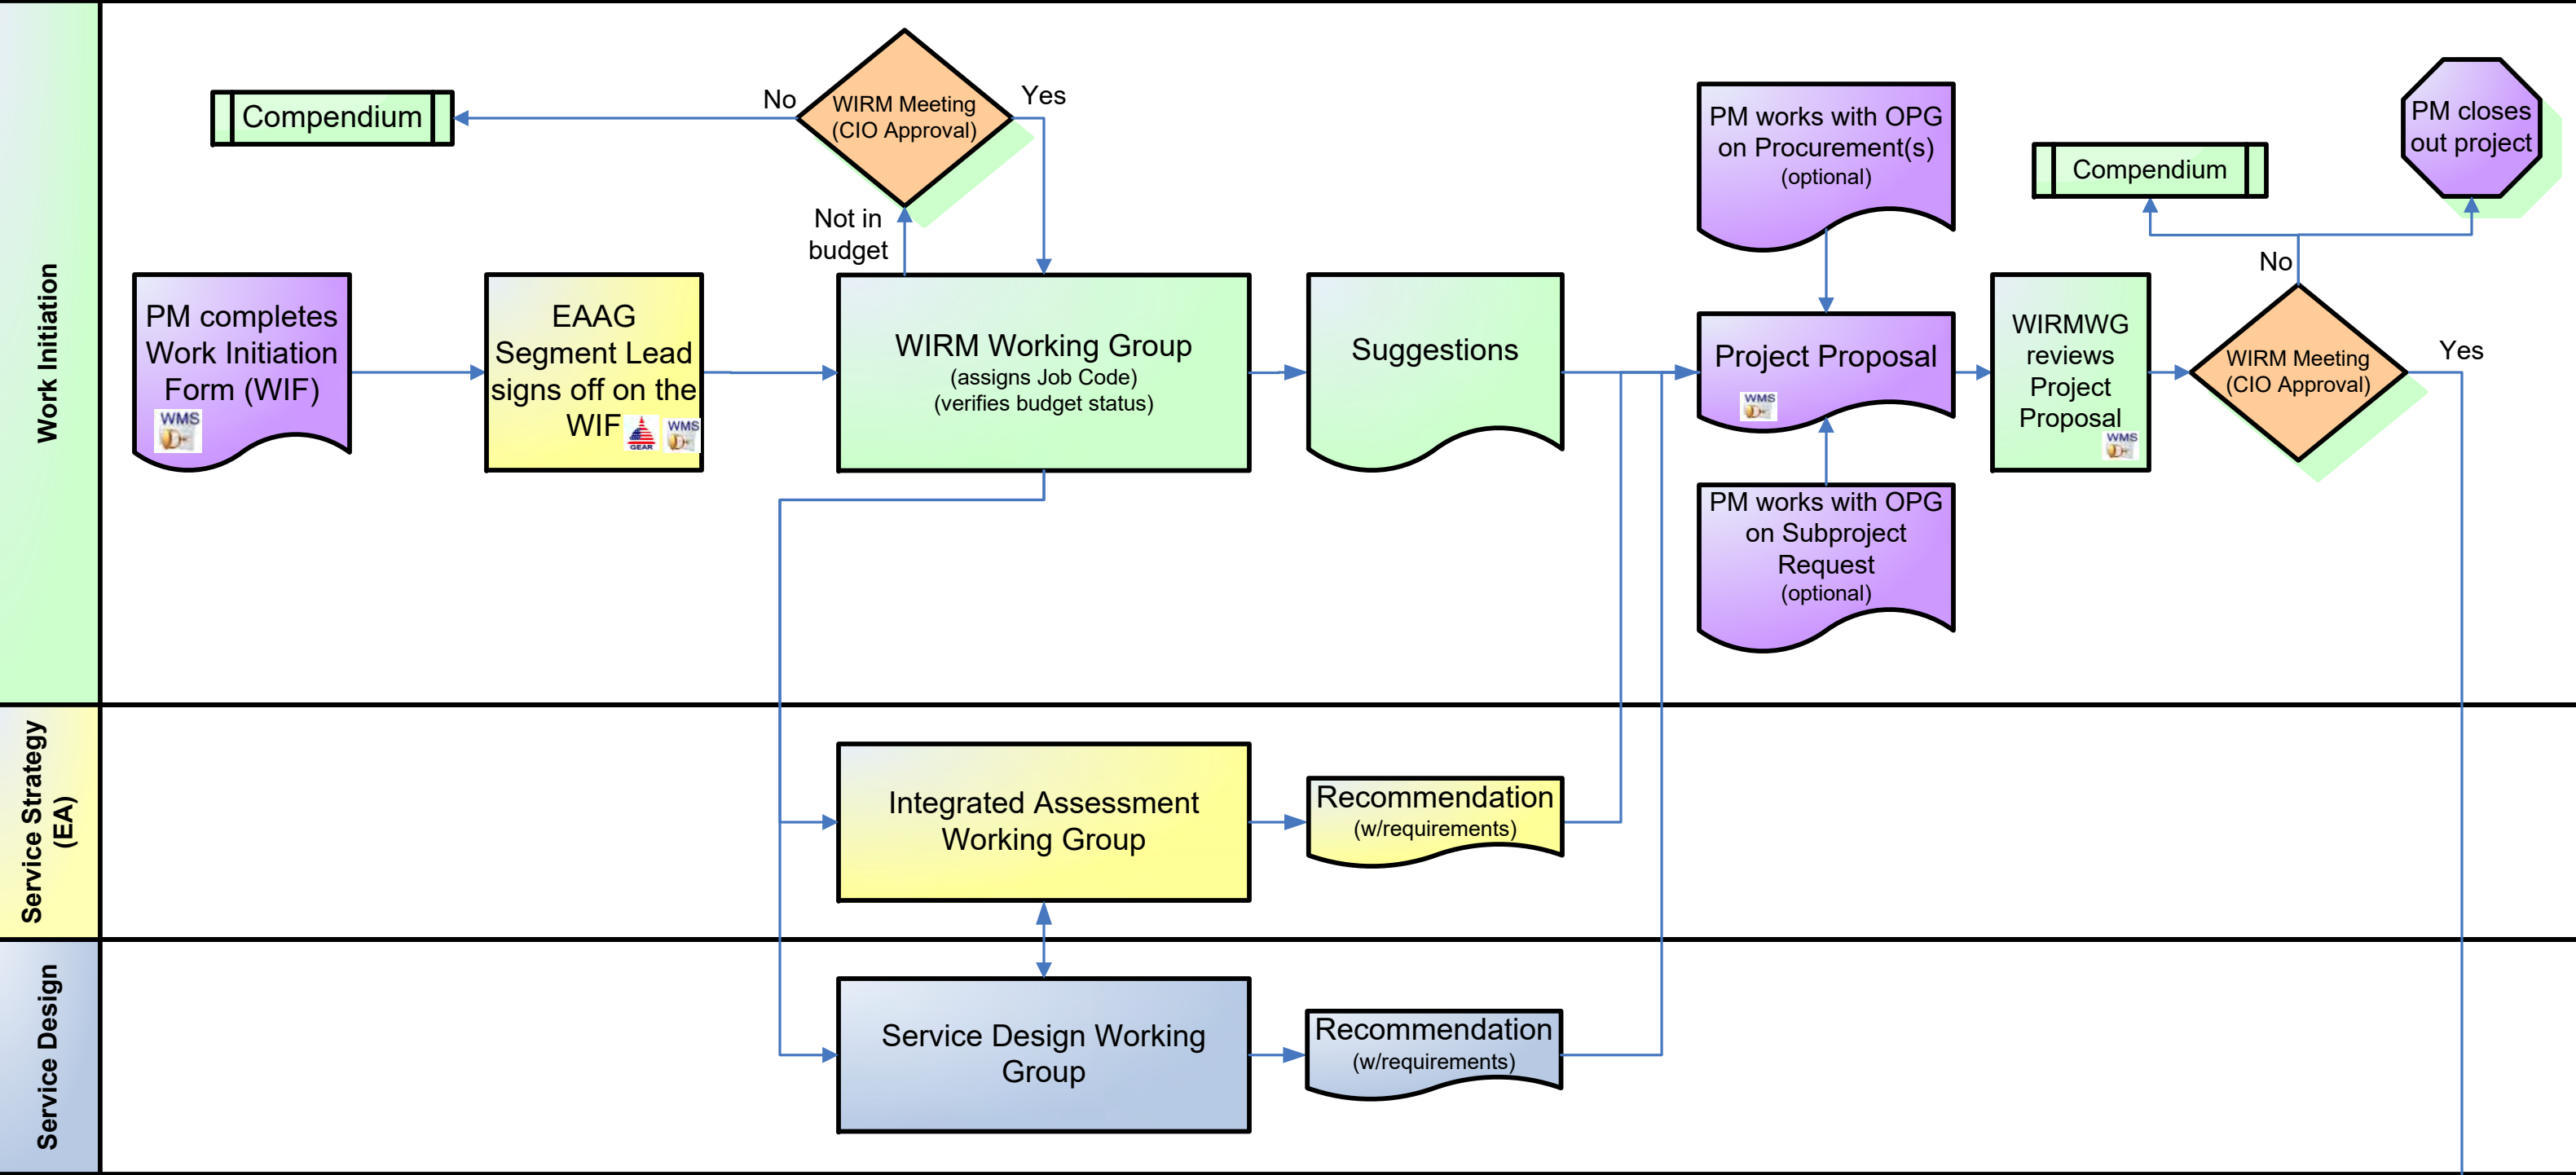 Work Initiation
Compendium
No
WIRM Meeting
(CIO Approval)
Yes
Not in
budget
PM completes
Work Initiation
Form (WIF)
WMS
EAAG
Segment Lead
signs off on the
WIF
GEAR
WMS
WIRM Working Group
(assigns Job Code)
(verifies budget status)
Suggestions
PM works with OPG
on Procurement(s)
(optional)
Project Proposal
WMS
PM works with OPG
on Subproject
Request
(optional)
WIRMWG
reviews
Project
Proposal
WMS
Compendium
PM closes
out project
No
WIRM Meeting
(CIO Approval)
Yes
Service Strategy
(EA)
Integrated Assessment
Working Group
Recommendation
(w/requirements)
Service Design
Service Design Working
Group
Recommendation
(w/requirements)